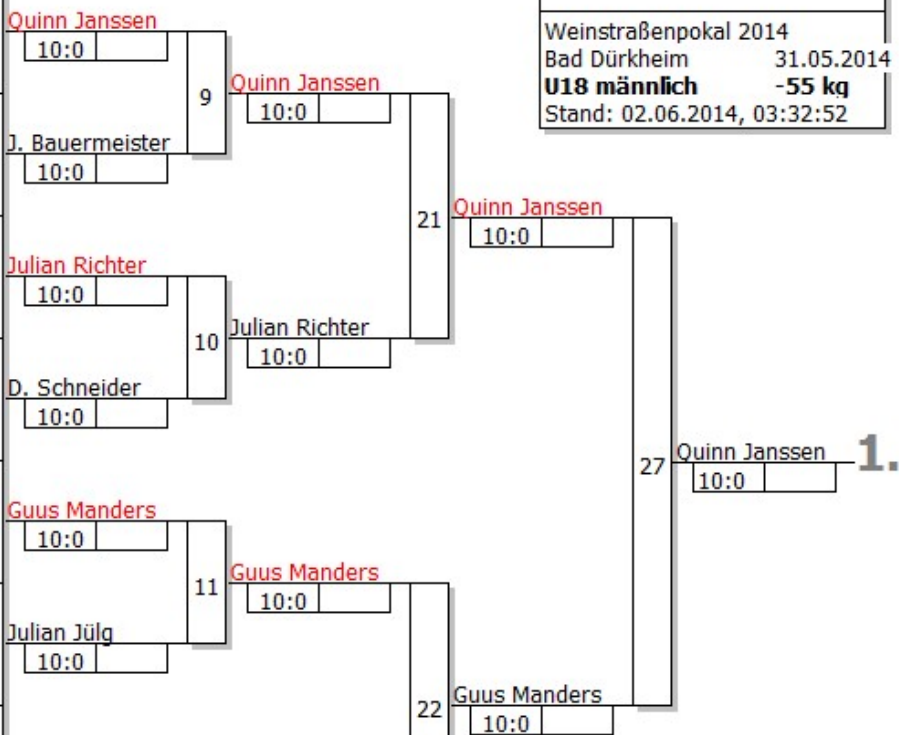 Weinstraßenpokal 2014
Bad Dürkheim 31.05.2014
U18 männlich -55 kg
Stand: 02.06.2014, 03:32:52
Quinn Janssen
10:0
9
J. Bauermeister
10:0
Quinn Janssen
10:0
Julian Richter
10:0
10
D. Schneider
10:0
Julian Richter
10:0
21
Quinn Janssen
10:0
Guus Manders
10:0
11
Julian Jülg
10:0
Guus Manders
10:0
22
Guus Manders
10:0
27
Quinn Janssen
10:0
1.